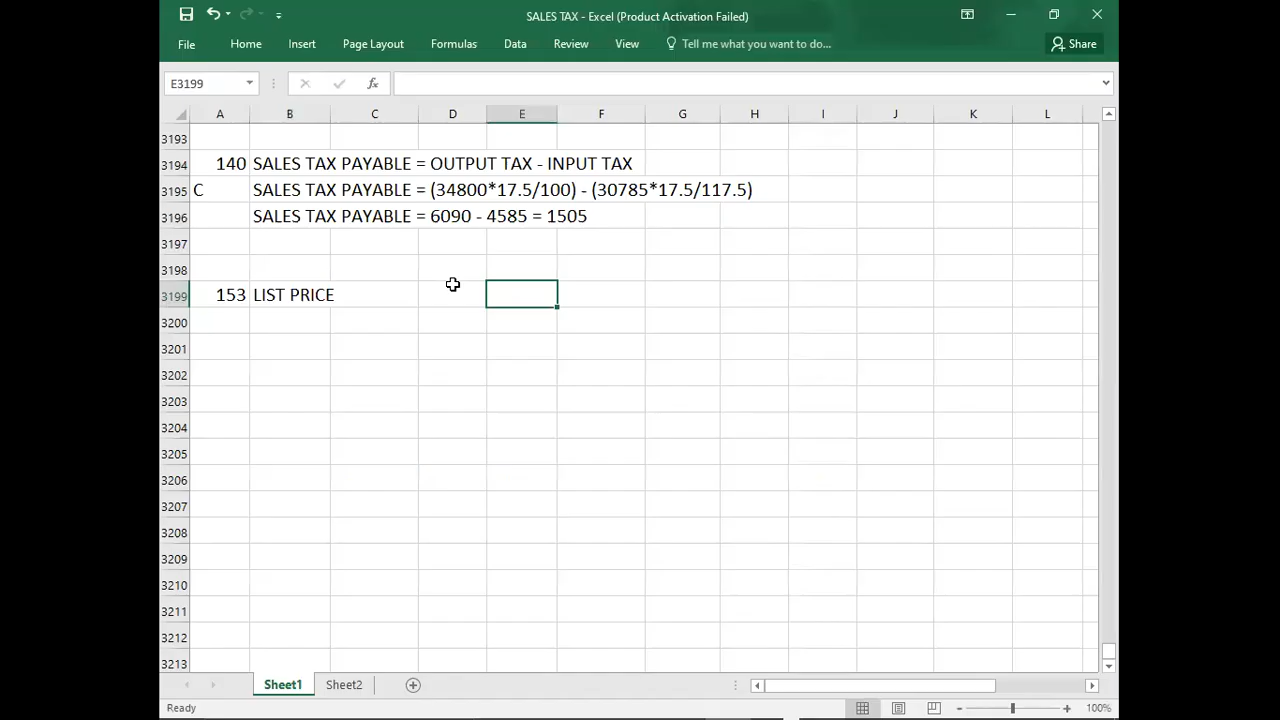 SALES TAX - Excel (Product Activation Failed)
File Home Insert Page Layout Formulas Data Review View Tell me what you want to do... Share
E3199 fx
A B C D E F G H I J K L
3193
3194 140 SALES TAX PAYABLE = OUTPUT TAX - INPUT TAX
3195 C SALES TAX PAYABLE = (34800*17.5/100) - (30785*17.5/117.5)
3196 SALES TAX PAYABLE = 6090 - 4585 = 1505
3197
3198
3199 153 LIST PRICE
3200
3201
3202
3203
3204
3205
3206
3207
3208
3209
3210
3211
3212
3213
Sheet1 Sheet2
Ready 100%